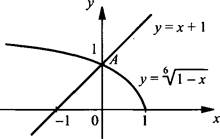 y
y = x + 1
1
A
y = ⁶√1 − x
−1
0
1
x